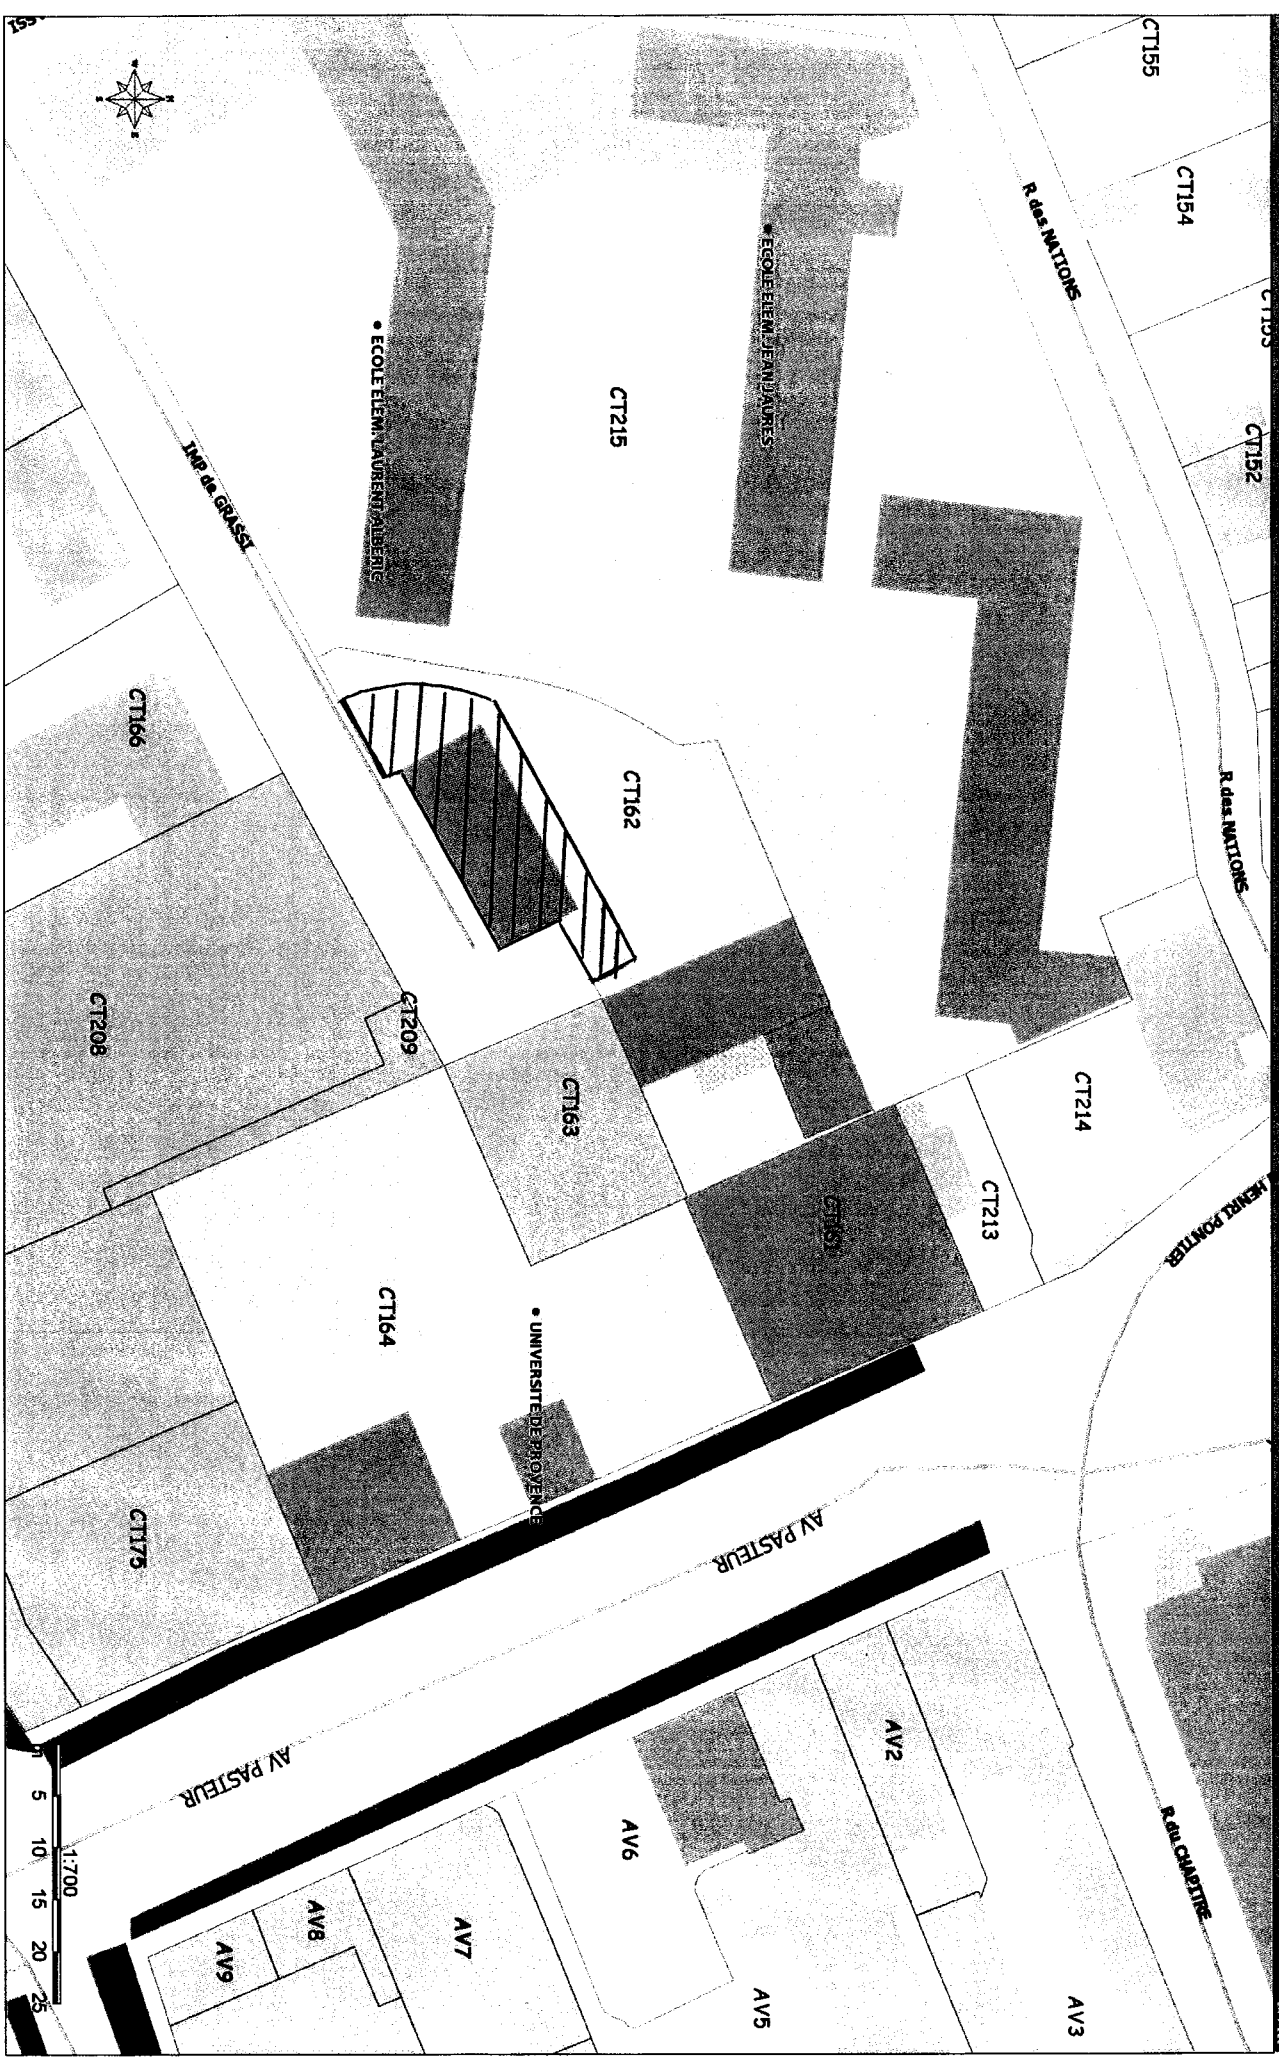 ISS
CT155
CT154
CT153
CT152
R des NATIONS
ECOLE ELEM. JEAN JAURES
ECOLE ELEM. LAURENT ALBERIC
CT215
IMP de GRASSI
CT166
CT162
R des NATIONS
CT208
CT209
CT163
CT214
CT213
HENRI PONTIER
CT164
UNIVERSITE DE PROVENCE
CT175
AV PASTEUR
AV PASTEUR
AV2
AV6
R du CHAPITRE
AV8
AV7
AV9
AV5
AV3
1:700
5 10 15 20 25
W
N
S
E